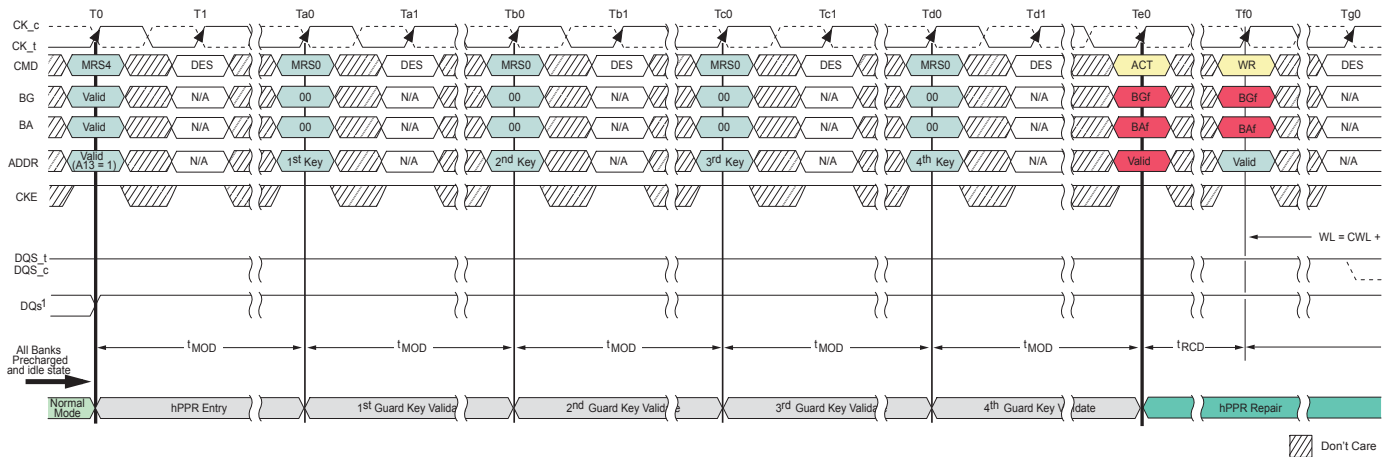 T0 T1 Ta0 Ta1 Tb0 Tb1 Tc0 Tc1 Td0 Td1 Te0 Tf0 Tg0
CK_c
CK_t
CMD MRS4 DES MRS0 DES MRS0 DES MRS0 DES MRS0 DES ACT WR DES
BG Valid N/A 00 N/A 00 N/A 00 N/A 00 N/A BGf BGf N/A
BA Valid N/A 00 N/A 00 N/A 00 N/A 00 N/A BAf BAf N/A
ADDR Valid (A13 = 1) N/A 1st Key N/A 2nd Key N/A 3rd Key N/A 4th Key N/A Valid Valid N/A
CKE
WL = CWL +
DQS_t
DQS_c
DQs1
tMOD tMOD tMOD tMOD tMOD tRCD
All Banks
Precharged
and idle state
Normal Mode hPPR Entry 1st Guard Key Valida 2nd Guard Key Valid e 3rd Guard Key Valida 4th Guard Key V idate hPPR Repair
Don't Care